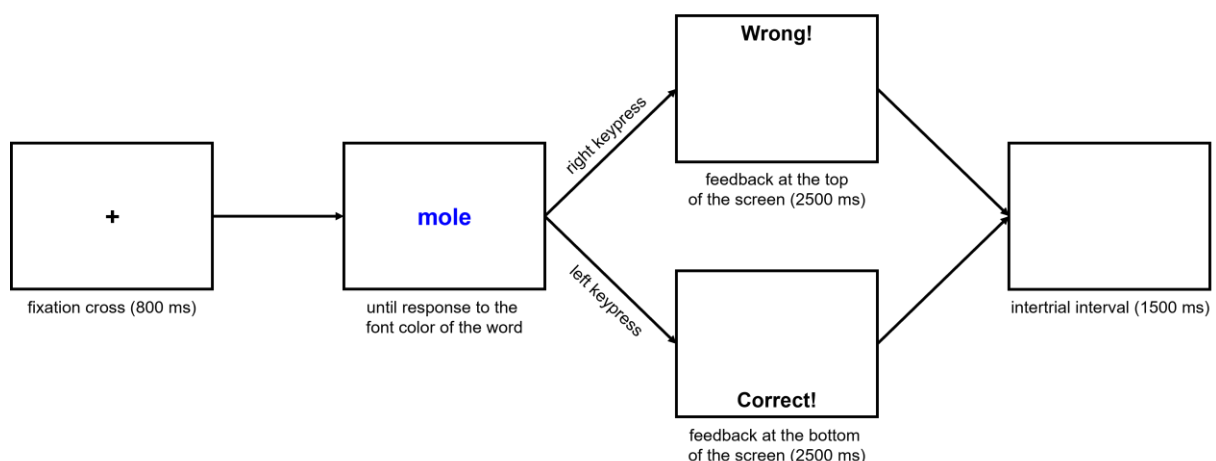 +
fixation cross (800 ms)
mole
until response to the
font color of the word
right keypress
left keypress
Wrong!
feedback at the top
of the screen (2500 ms)
Correct!
feedback at the bottom
of the screen (2500 ms)
intertrial interval (1500 ms)